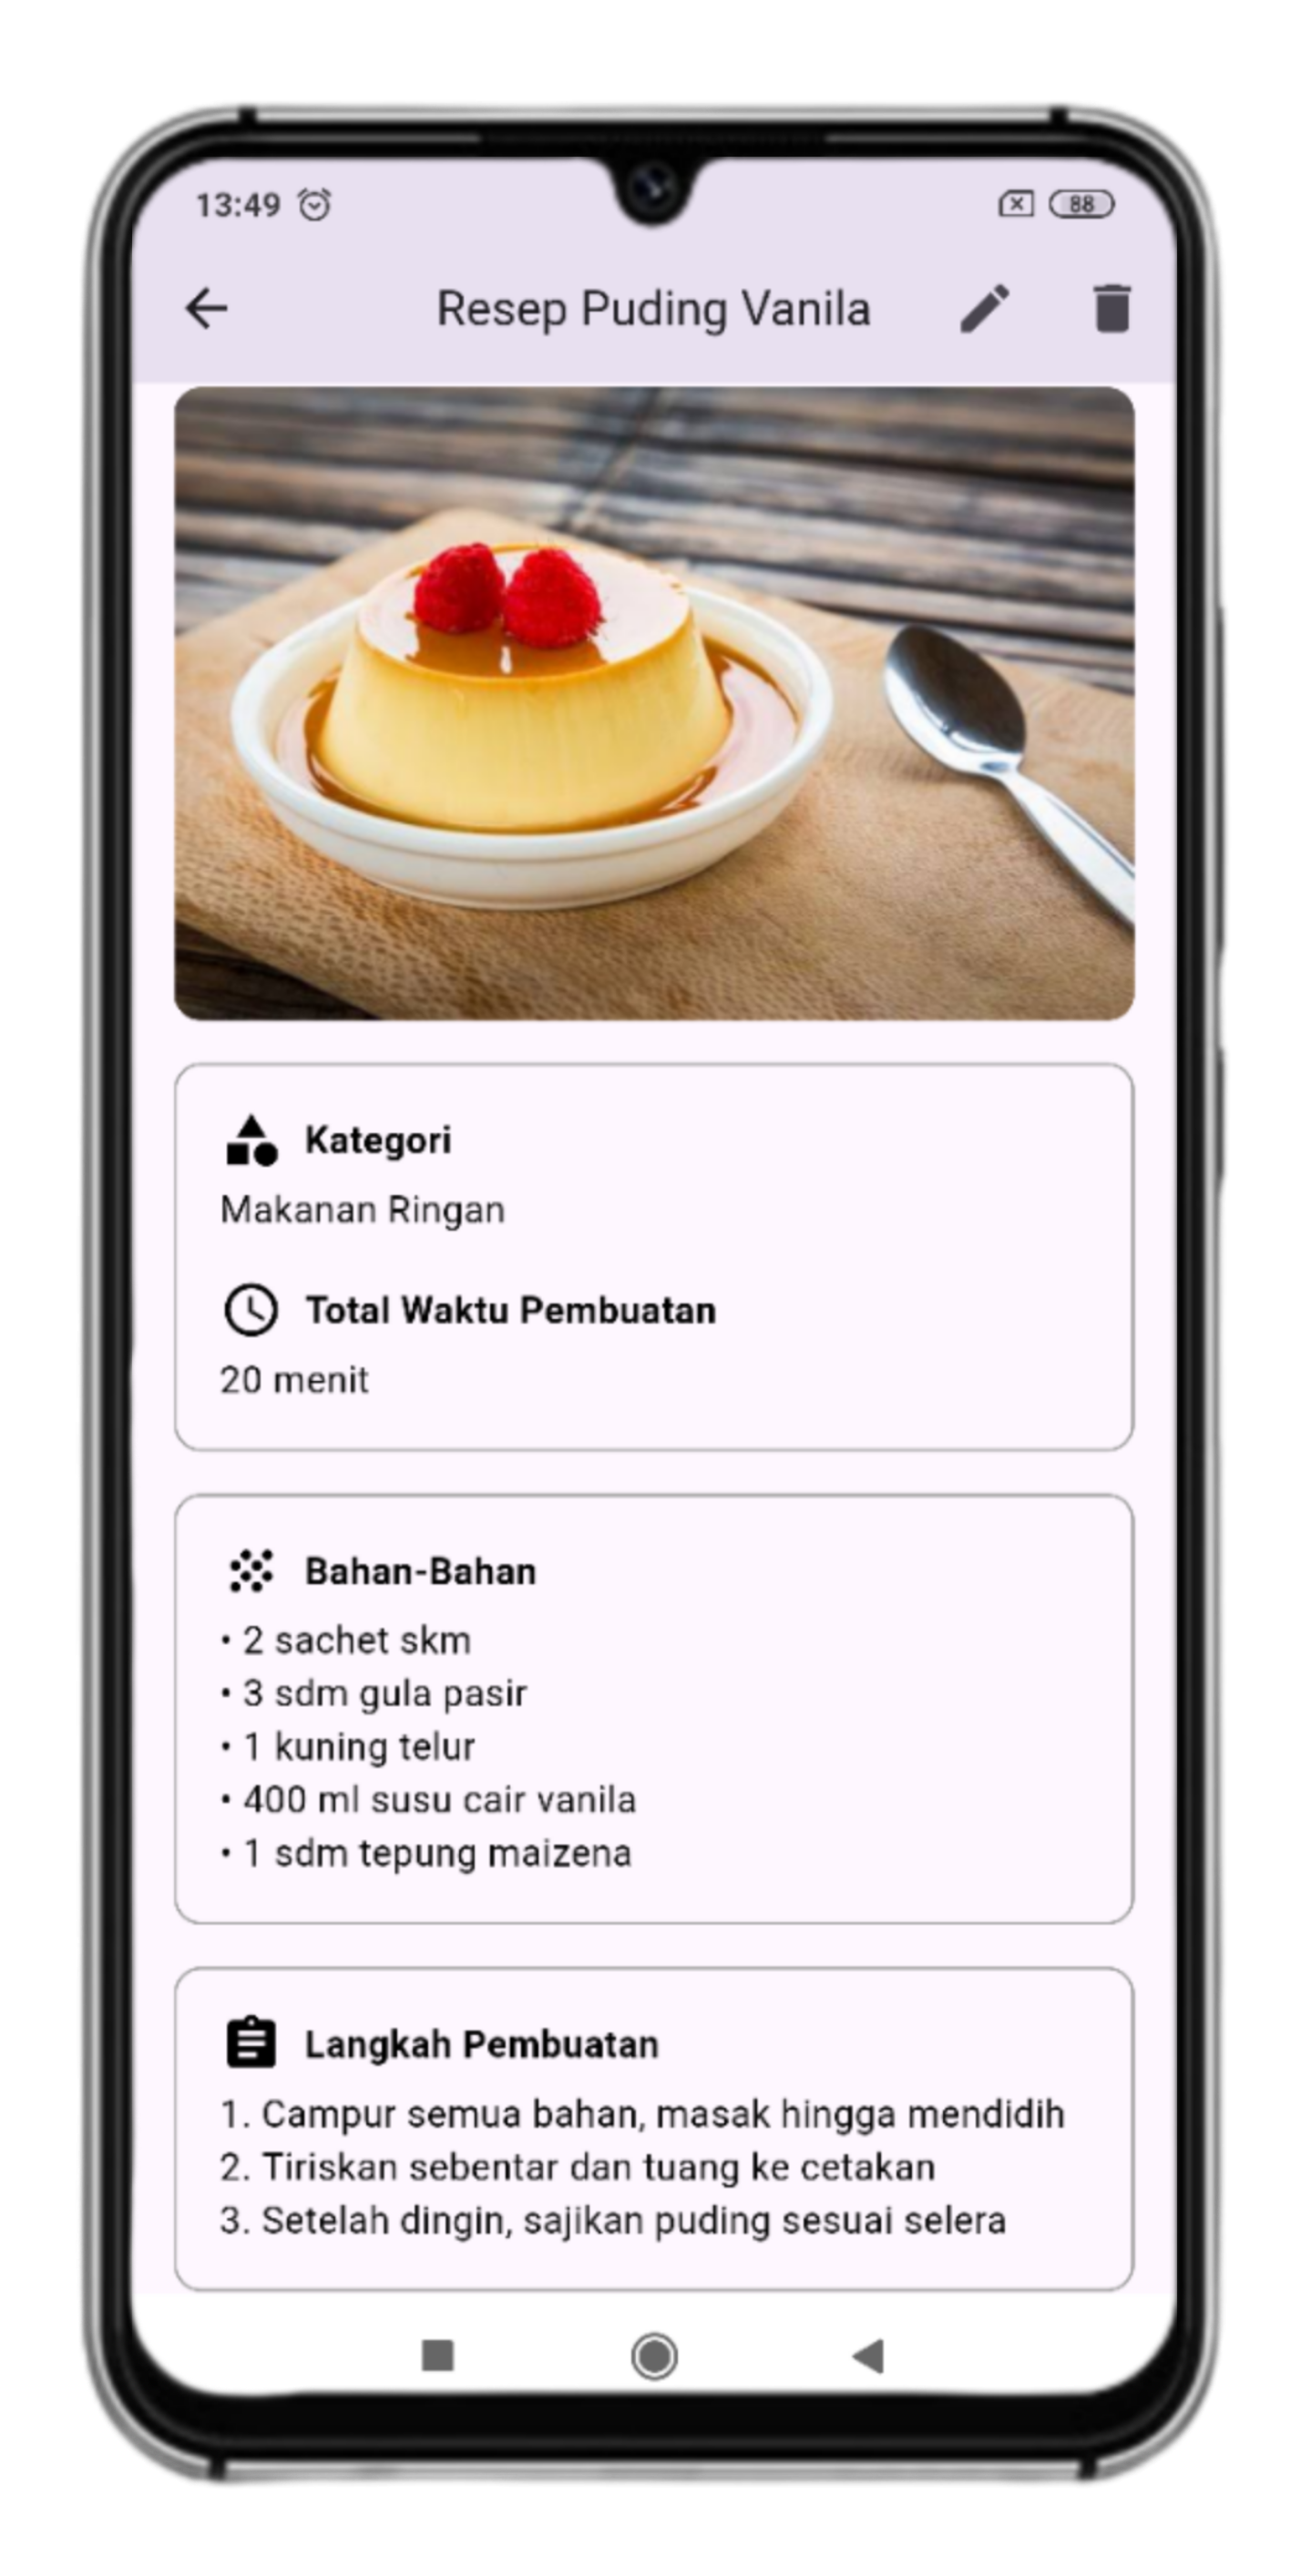 13:49
88
Resep Puding Vanila
Kategori
Makanan Ringan
Total Waktu Pembuatan
20 menit
Bahan-Bahan
• 2 sachet skm
• 3 sdm gula pasir
• 1 kuning telur
• 400 ml susu cair vanila
• 1 sdm tepung maizena
Langkah Pembuatan
1. Campur semua bahan, masak hingga mendidih
2. Tiriskan sebentar dan tuang ke cetakan
3. Setelah dingin, sajikan puding sesuai selera